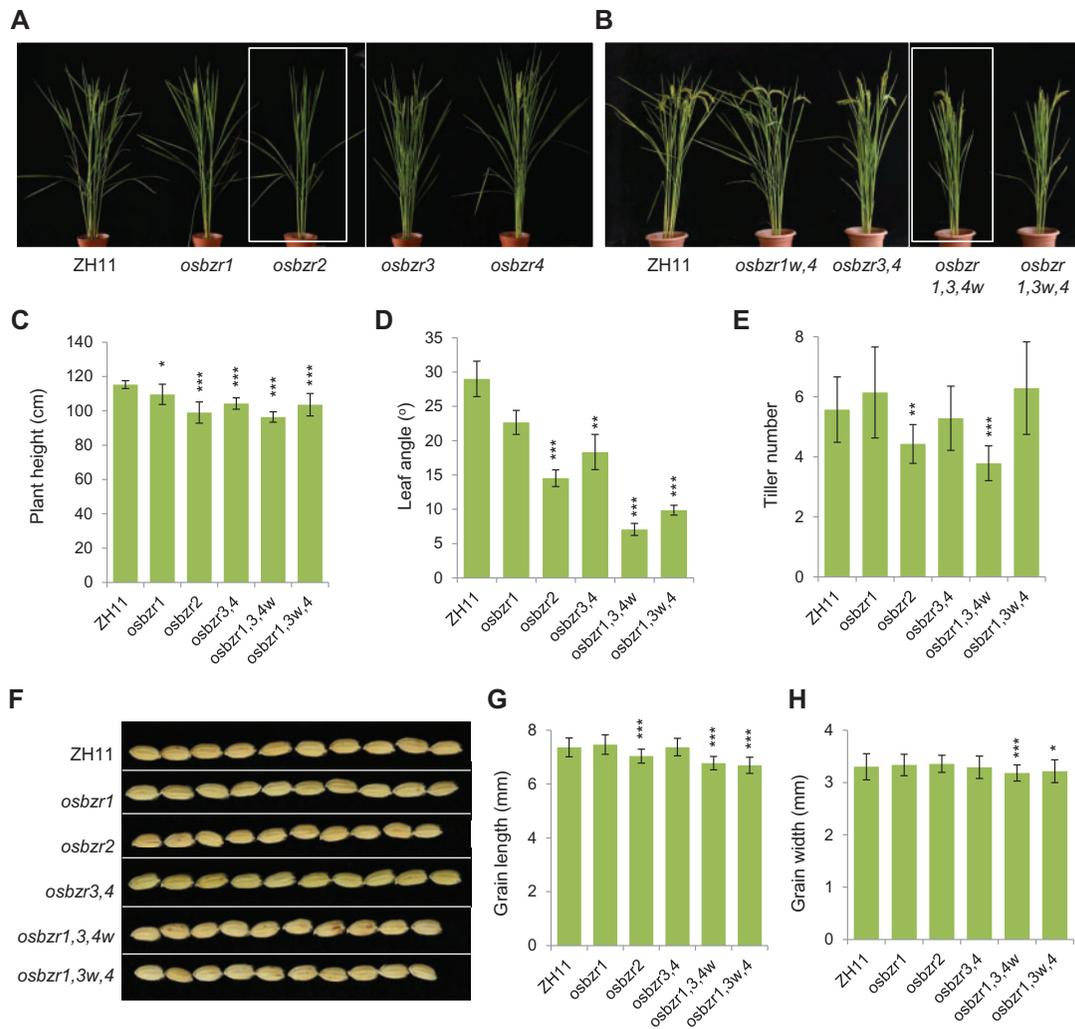 A
B
ZH11
osbzr1
osbzr2
osbzr3
osbzr4
ZH11
osbzr1w,4
osbzr3,4
osbzr
1,3,4w
osbzr
1,3w,4
C
Plant height (cm)
140
120
100
80
60
40
20
0
*
***
***
***
***
ZH11
osbzr1
osbzr2
osbzr3,4
osbzr1,3,4w
osbzr1,3w,4
D
Leaf angle (º)
35
30
25
20
15
10
5
0
***
**
***
***
ZH11
osbzr1
osbzr2
osbzr3,4
osbzr1,3,4w
osbzr1,3w,4
E
Tiller number
8
6
4
2
0
**
***
ZH11
osbzr1
osbzr2
osbzr3,4
osbzr1,3,4w
osbzr1,3w,4
F
ZH11
osbzr1
osbzr2
osbzr3,4
osbzr1,3,4w
osbzr1,3w,4
G
Grain length (mm)
8
6
4
2
0
***
***
***
ZH11
osbzr1
osbzr2
osbzr3,4
osbzr1,3,4w
osbzr1,3w,4
H
Grain width (mm)
4
3
2
1
0
***
*
ZH11
osbzr1
osbzr2
osbzr3,4
osbzr1,3,4w
osbzr1,3w,4